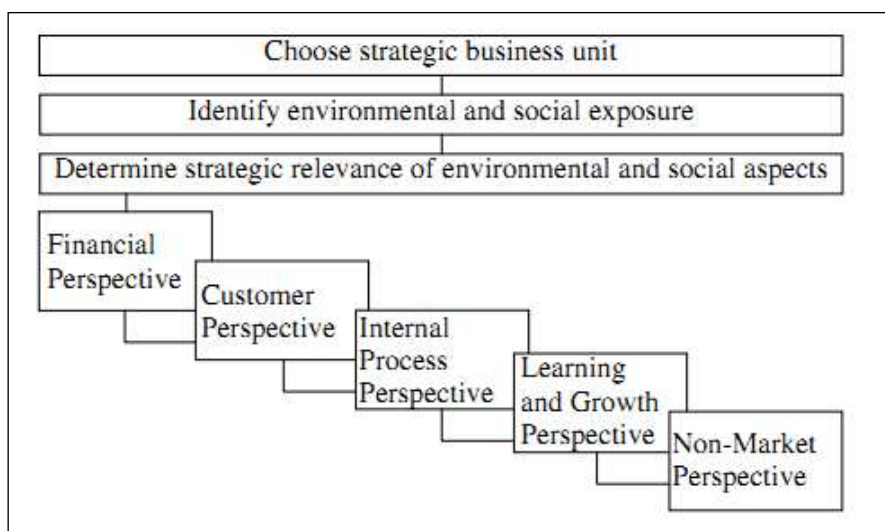 Choose strategic business unit
Identify environmental and social exposure
Determine strategic relevance of environmental and social aspects
Financial
Perspective
Customer
Perspective
Internal
Process
Perspective
Learning
and Growth
Perspective
Non-Market
Perspective